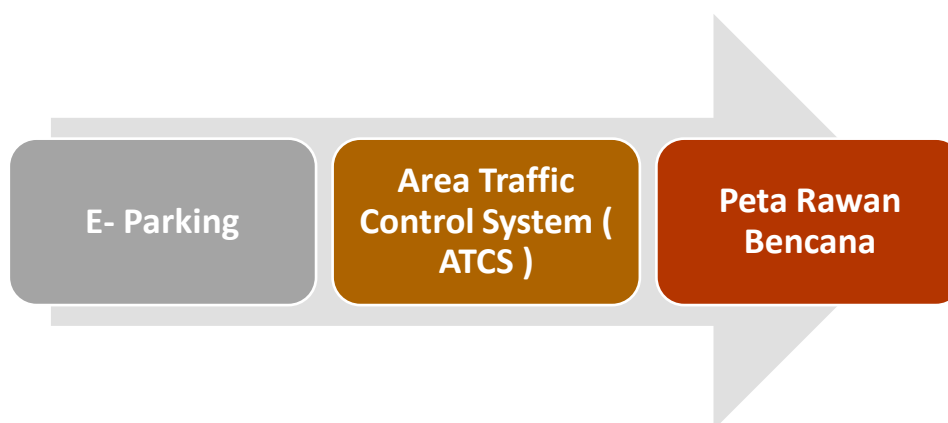 E- Parking
Area Traffic
Control System (
ATCS )
Peta Rawan
Bencana